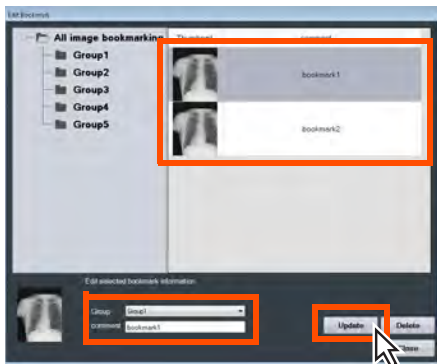 Edit Bookmark
All image bookmarking
Group1
Group2
Group3
Group4
Group5
Thumbnail comment
bookmark1
bookmark2
Edit selected bookmark information
Group Group1
comment bookmark1
Update Delete
Close